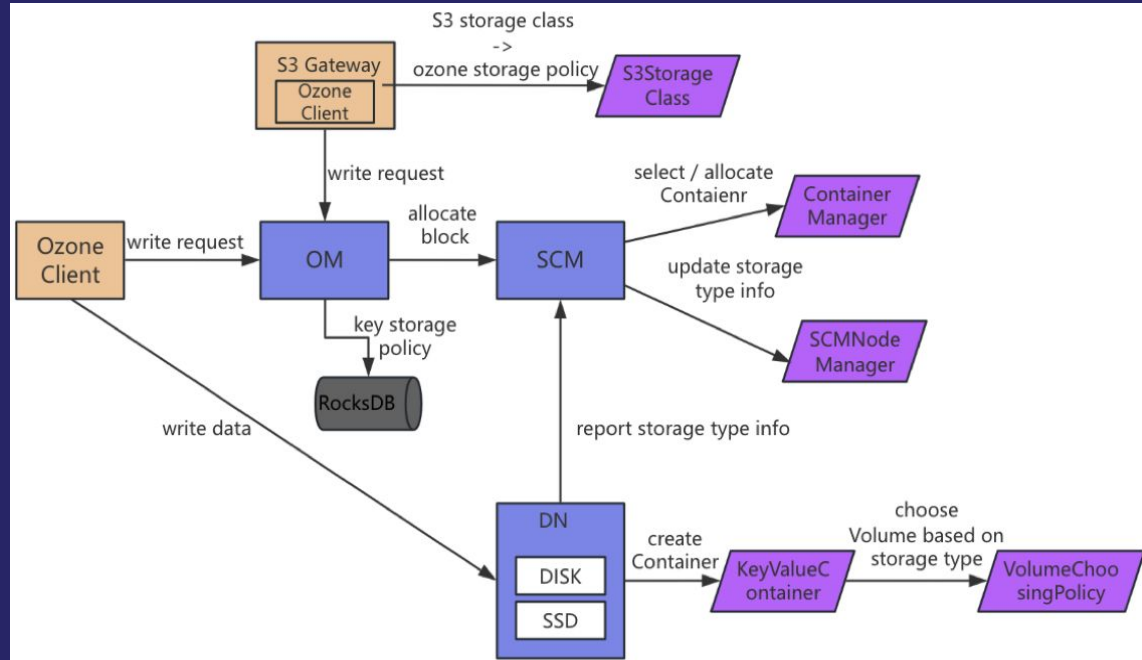 S3 storage class
->
ozone storage policy
S3 Gateway
Ozone
Client
S3Storage
Class
write request
select / allocate
Contaienr
Container
Manager
allocate
block
write request
Ozone
Client
OM
SCM
update storage
type info
key storage
policy
SCMNode
Manager
RocksDB
write data
report storage type info
DN
DISK
SSD
create
Container
KeyValueC
ontainer
choose
Volume based on
storage type
VolumeChoo
singPolicy